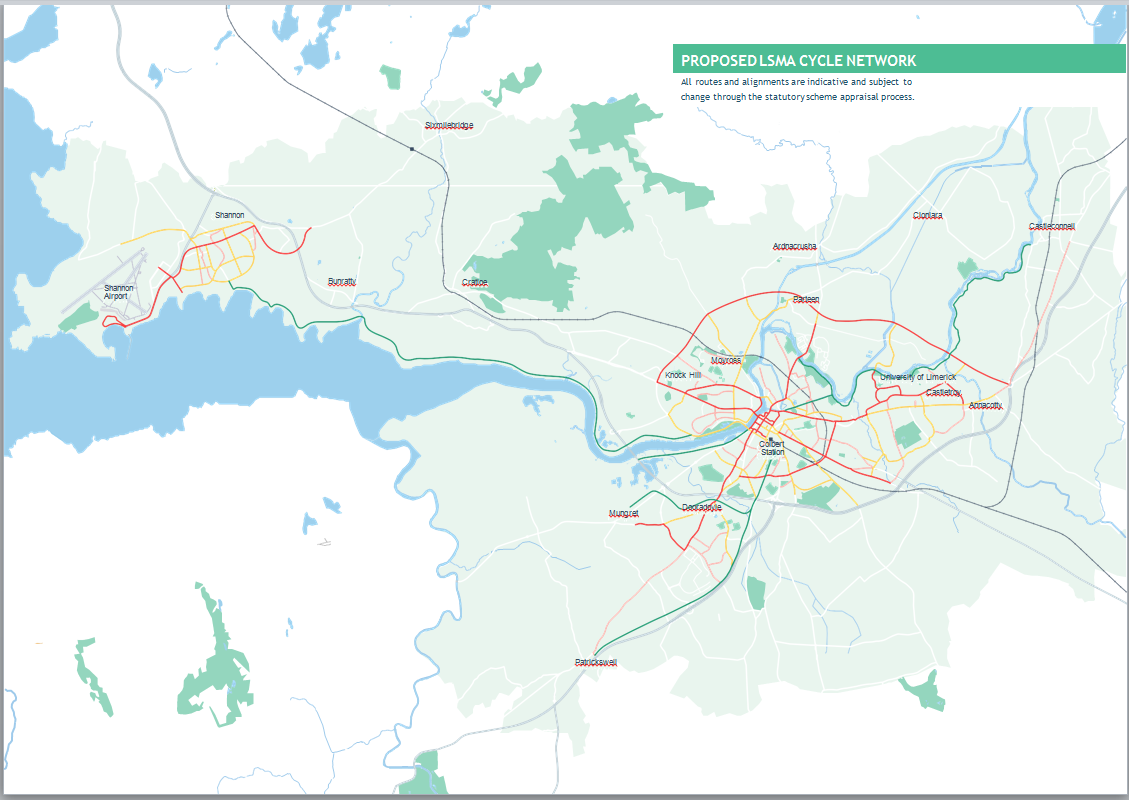 PROPOSED LSMA CYCLE NETWORK
All routes and alignments are indicative and subject to
change through the statutory scheme appraisal process.
Sixmilebridge
Shannon
Clonlara
Castleconnell
Ardnacrusha
Bunratty
Cratloe
Shannon
Airport
Parteen
Moyross
Knock
University of Limerick
Castletroy
Annacotty
Colbert
Station
Mungret
Dooradoyle
Patrickswell